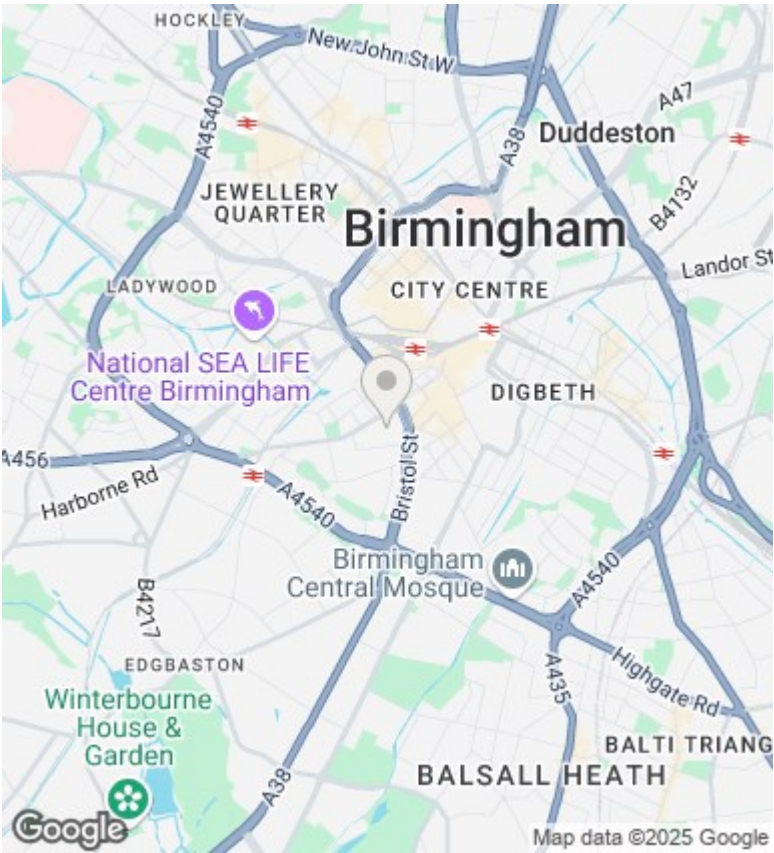 HOCKLEY
New John St W
A47
A4540
A38
Duddeston
B4132
JEWELLERY
QUARTER
Birmingham
Landor St
LADYWOOD
CITY CENTRE
National SEA LIFE
Centre Birmingham
DIGBETH
A456
Harborne Rd
Bristol St
A4540
Birmingham
Central Mosque
A4540
B4217
EDGBASTON
A435
Highgate Rd
Winterbourne
House &
Garden
BALTI TRIANG
A38
BALSALL HEATH
Google
Map data ©2025 Google